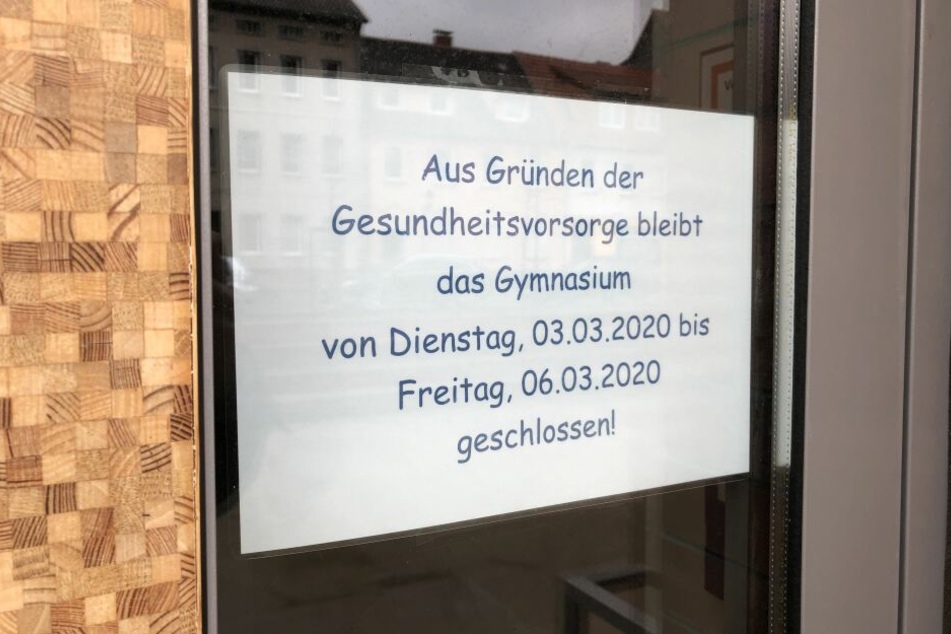 Aus Gründen der
Gesundheitsvorsorge bleibt
das Gymnasium
von Dienstag, 03.03.2020 bis
Freitag, 06.03.2020
geschlossen!